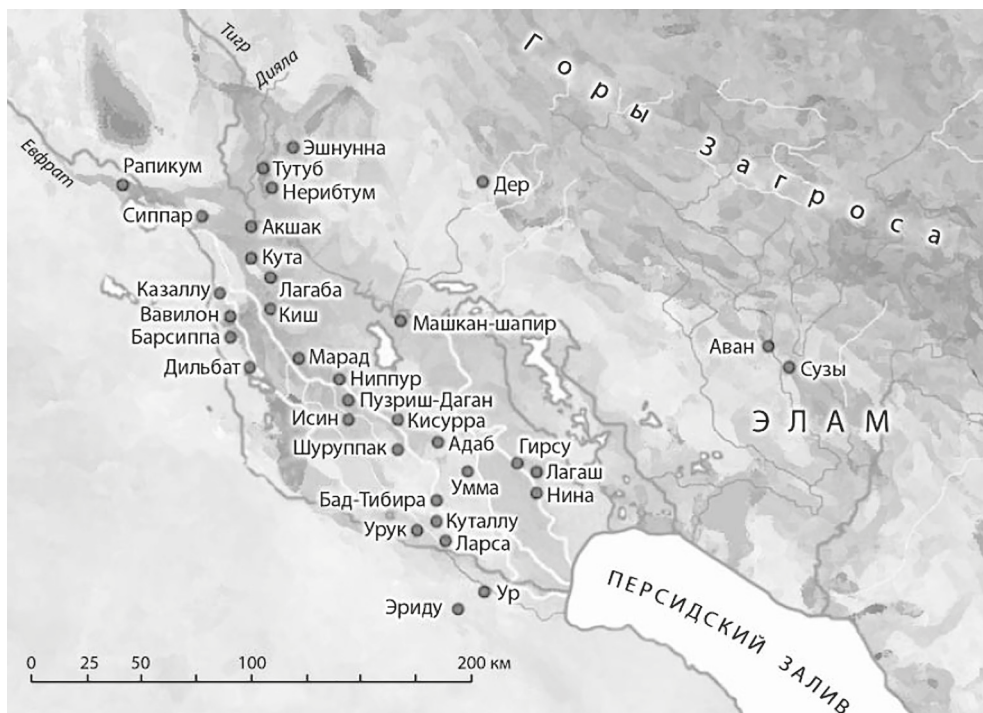 Тигр
Дияла
Горы Загроса
Евфрат
Эшнунна
Рапикум
Тутуб
Нерибтум
Дер
Сиппар
Акшак
Кута
Лагаба
Казаллу
Киш
Вавилон
Машкан-шапир
Барсиппа
Аван
Марад
Дильбат
Сузы
Ниппур
Пузриш-Даган
Исин
Кисурра
ЭЛАМ
Адаб
Шуруппак
Гирсу
Лагаш
Умма
Нина
Бад-Тибира
Куталлу
Урук
Ларса
Ур
Эриду
ПЕРСИДСКИЙ ЗАЛИВ
0 25 50 100 200 км